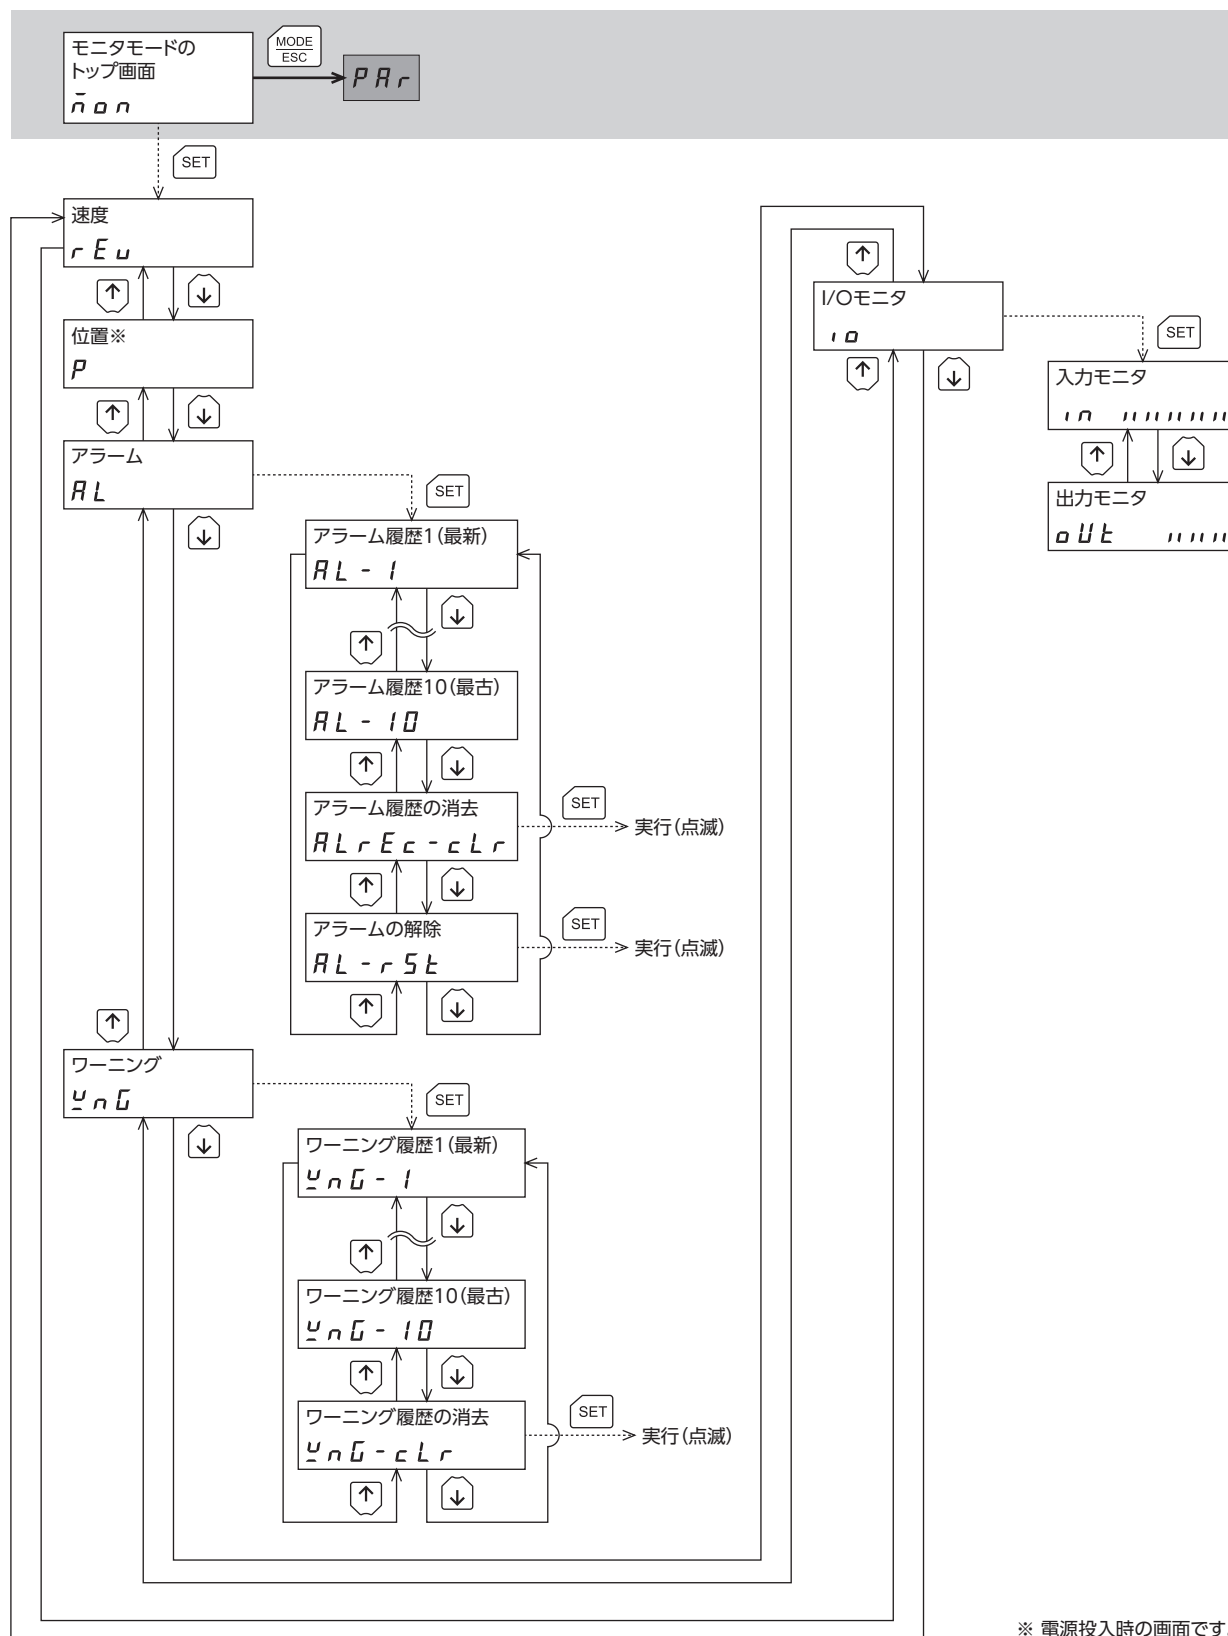 モニタモードの
トップ画面
mon
MODE
ESC
PAr
SET
速度
rEv
位置※
P
アラーム
AL
SET
アラーム履歴1(最新)
AL-1
アラーム履歴10(最古)
AL-10
アラーム履歴の消去
ALrEc-cLr
SET
実行(点滅)
アラームの解除
AL-rSt
SET
実行(点滅)
ワーニング
WnG
SET
ワーニング履歴1(最新)
WnG-1
ワーニング履歴10(最古)
WnG-10
ワーニング履歴の消去
WnG-cLr
SET
実行(点滅)
I/Oモニタ
io
SET
入力モニタ
in
出力モニタ
oUt
※ 電源投入時の画面です